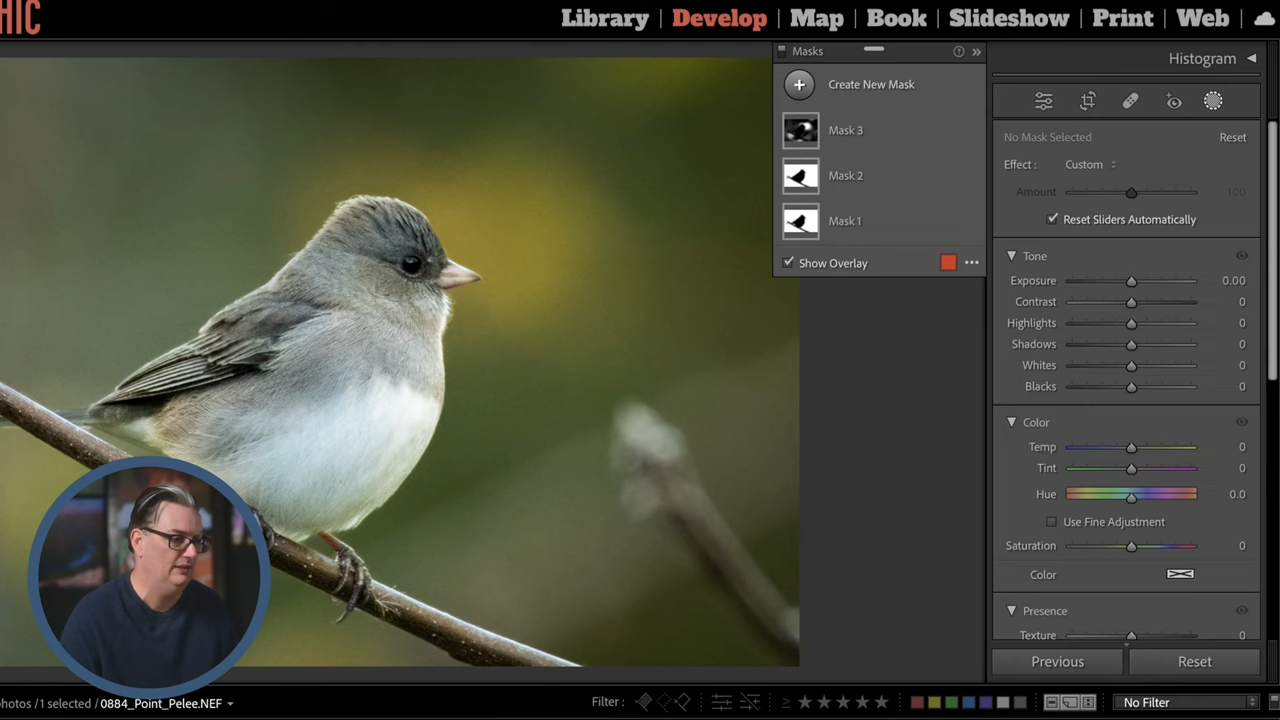 HIC
Library | Develop | Map | Book | Slideshow | Print | Web |
Masks
Create New Mask
Mask 3
Mask 2
Mask 1
Show Overlay
Histogram
No Mask Selected Reset
Effect : Custom
Amount 100
Reset Sliders Automatically
Tone
Exposure 0.00
Contrast 0
Highlights 0
Shadows 0
Whites 0
Blacks 0
Color
Temp 0
Tint 0
Hue 0.0
Use Fine Adjustment
Saturation 0
Color
Presence
Texture 0
Previous Reset
photos / 1 selected / 0884_Point_Pelee.NEF
Filter :
≥
No Filter